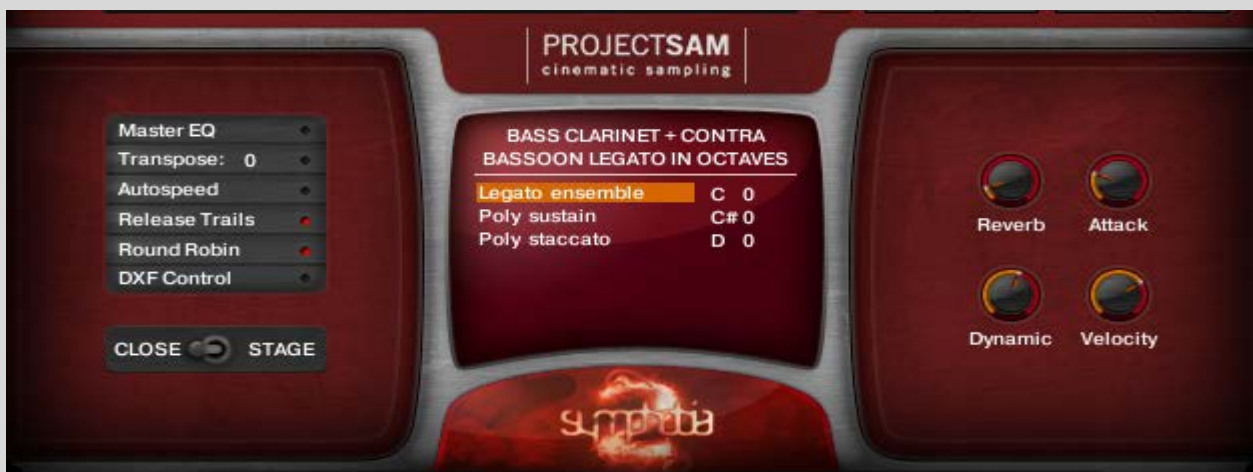 PROJECTSAM
cinematic sampling
Master EQ
Transpose: 0
Autospeed
Release Trails
Round Robin
DXF Control
CLOSE STAGE
BASS CLARINET + CONTRA
BASSOON LEGATO IN OCTAVES
Legato ensemble C 0
Poly sustain C# 0
Poly staccato D 0
Reverb Attack
Dynamic Velocity
symphobia
2